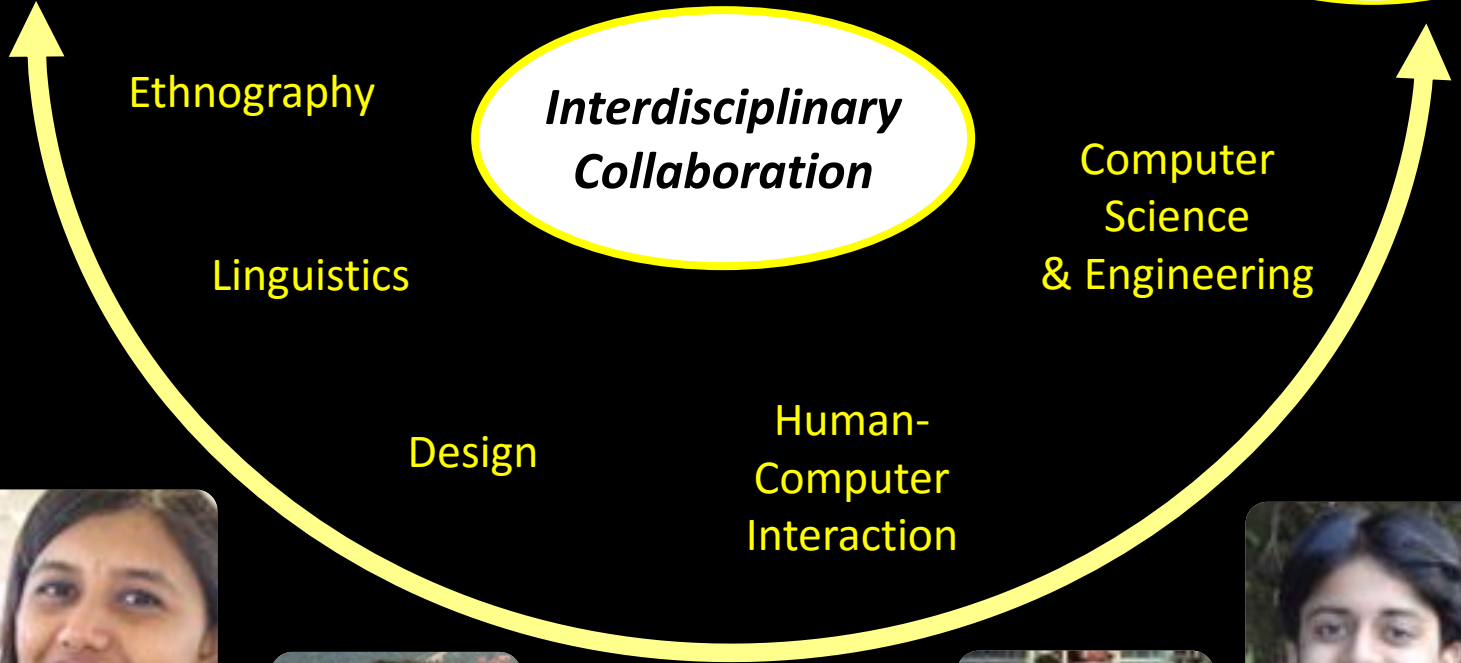 Ethnography
Interdisciplinary
Collaboration
Computer
Science
& Engineering
Linguistics
Design
Human-
Computer
Interaction